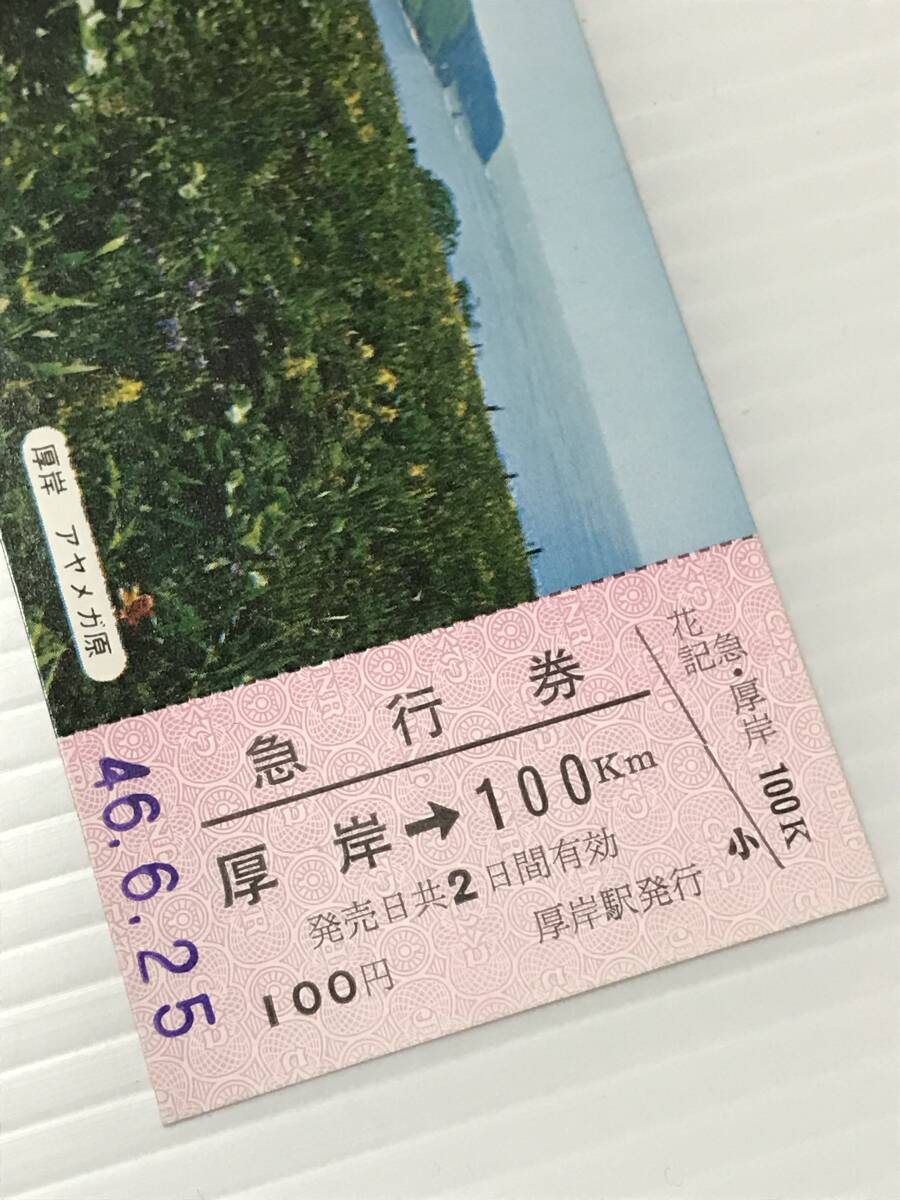 厚岸 アヤメガ原
46.6.25
急行券
厚岸➔100Km
発売日共2日間有効
100円
厚岸駅発行
花記
急・厚岸 100K
小